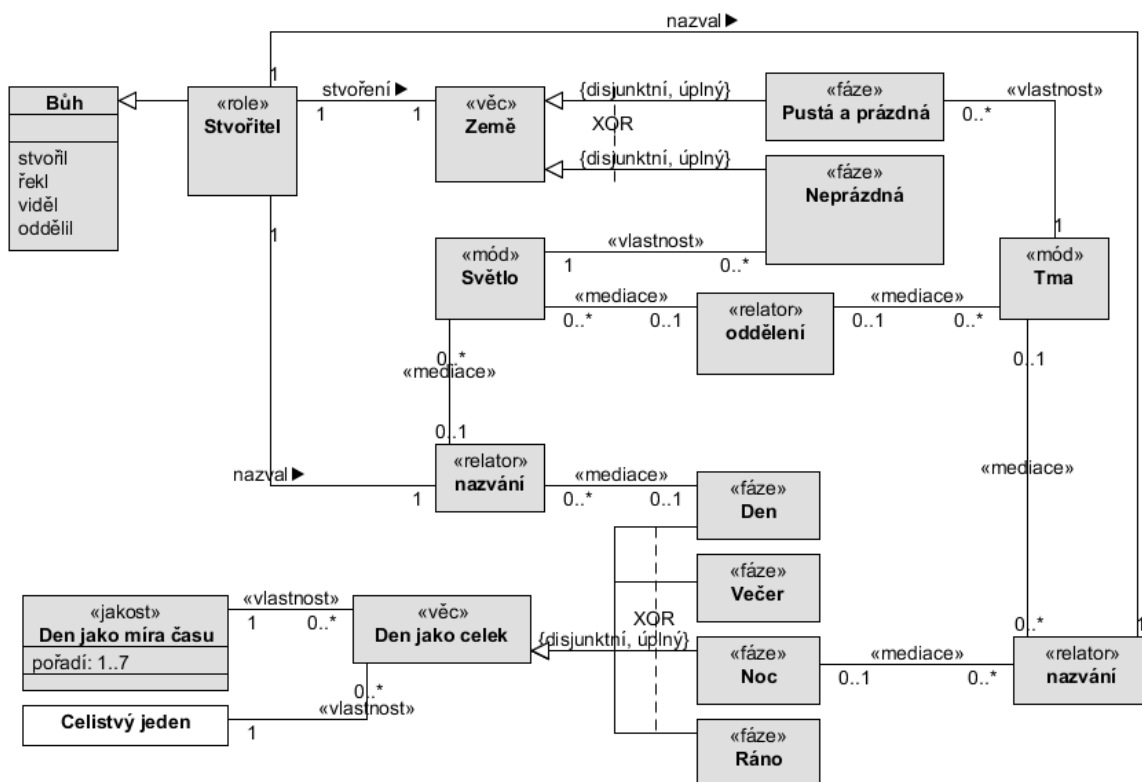 nazval▶
Bůh
stvořil
řekl
viděl
oddělil
«role»
Stvořitel
1
1
1
stvoření▶
1
«věc»
Země
{disjunktní, úplný}
XOR
{disjunktní, úplný}
«fáze»
Pustá a prázdná
0..*
«vlastnost»
1
«fáze»
Neprázdná
«vlastnost»
1
0..*
«mód»
Světlo
«mód»
Tma
«mediace»
0..*
0..1
«relator»
oddělení
«mediace»
0..1
0..*
0..*
«mediace»
0..1
0..1
«mediace»
0..*
nazval▶
1
«relator»
nazvání
«mediace»
0..*
0..1
«fáze»
Den
«fáze»
Večer
XOR
{disjunktní, úplný}
«fáze»
Noc
«fáze»
Ráno
«mediace»
0..1
0..*
1
«relator»
nazvání
«jakost»
Den jako míra času
pořadí: 1..7
«vlastnost»
1
0..*
«věc»
Den jako celek
0..*
«vlastnost»
1
Celistvý jeden